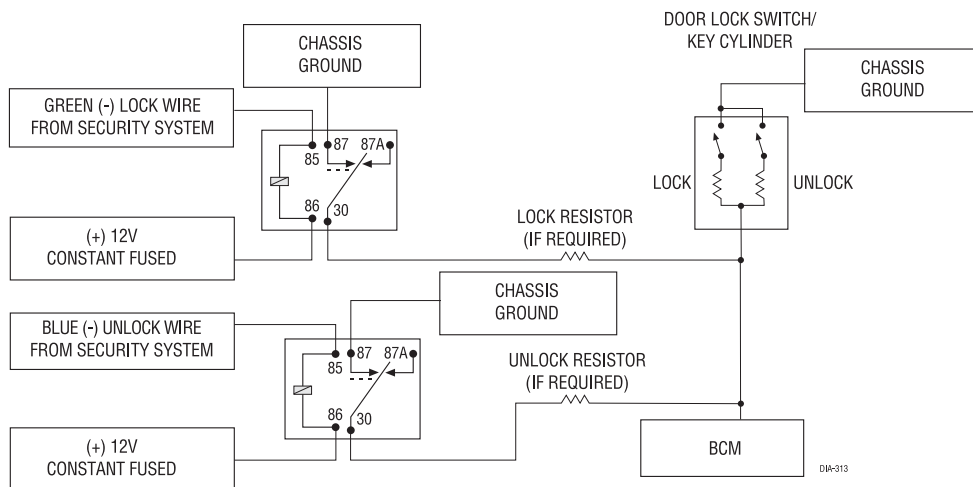 DOOR LOCK SWITCH/
KEY CYLINDER
CHASSIS
GROUND
CHASSIS
GROUND
GREEN (-) LOCK WIRE
FROM SECURITY SYSTEM
85
87
87A
86
30
LOCK
UNLOCK
(+) 12V
CONSTANT FUSED
LOCK RESISTOR
(IF REQUIRED)
CHASSIS
GROUND
BLUE (-) UNLOCK WIRE
FROM SECURITY SYSTEM
85
87
87A
86
30
UNLOCK RESISTOR
(IF REQUIRED)
(+) 12V
CONSTANT FUSED
BCM
DIA-313